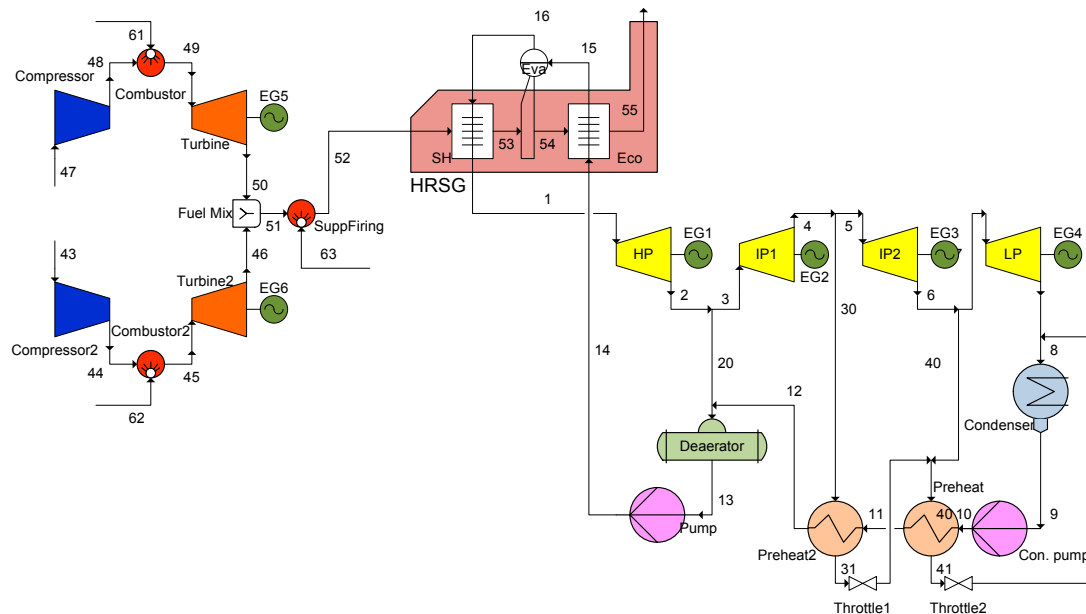 61
16
48
49
15
Compressor
Eva
Combustor
EG5
55
Turbine
53
54
52
SH
Eco
47
HRSG
50
1
Fuel Mix
51
SuppFiring
4
5
43
46
EG1
EG3
7
EG4
HP
IP1
IP2
LP
63
Turbine2
EG2
EG6
2
3
6
30
Combustor2
14
Compressor2
20
40
8
44
45
12
62
Condenser
Deaerator
Preheat
13
11
40
10
9
Pump
Preheat2
Con. pump
31
41
Throttle1
Throttle2